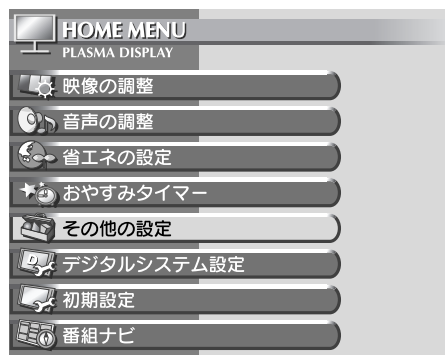 HOME MENU
PLASMA DISPLAY
映像の調整
音声の調整
省エネの設定
おやすみタイマー
その他の設定
デジタルシステム設定
初期設定
番組ナビ